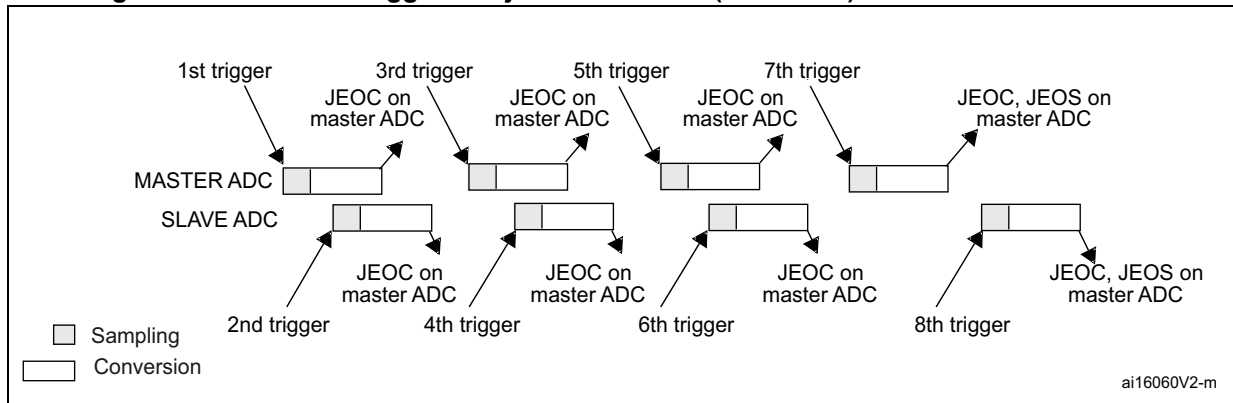 1st trigger
3rd trigger
5th trigger
7th trigger
JEOC on
master ADC
JEOC on
master ADC
JEOC on
master ADC
JEOC, JEOS on
master ADC
MASTER ADC
SLAVE ADC
JEOC on
master ADC
JEOC on
master ADC
JEOC on
master ADC
JEOC, JEOS on
master ADC
2nd trigger
4th trigger
6th trigger
8th trigger
Sampling
Conversion
ai16060V2-m